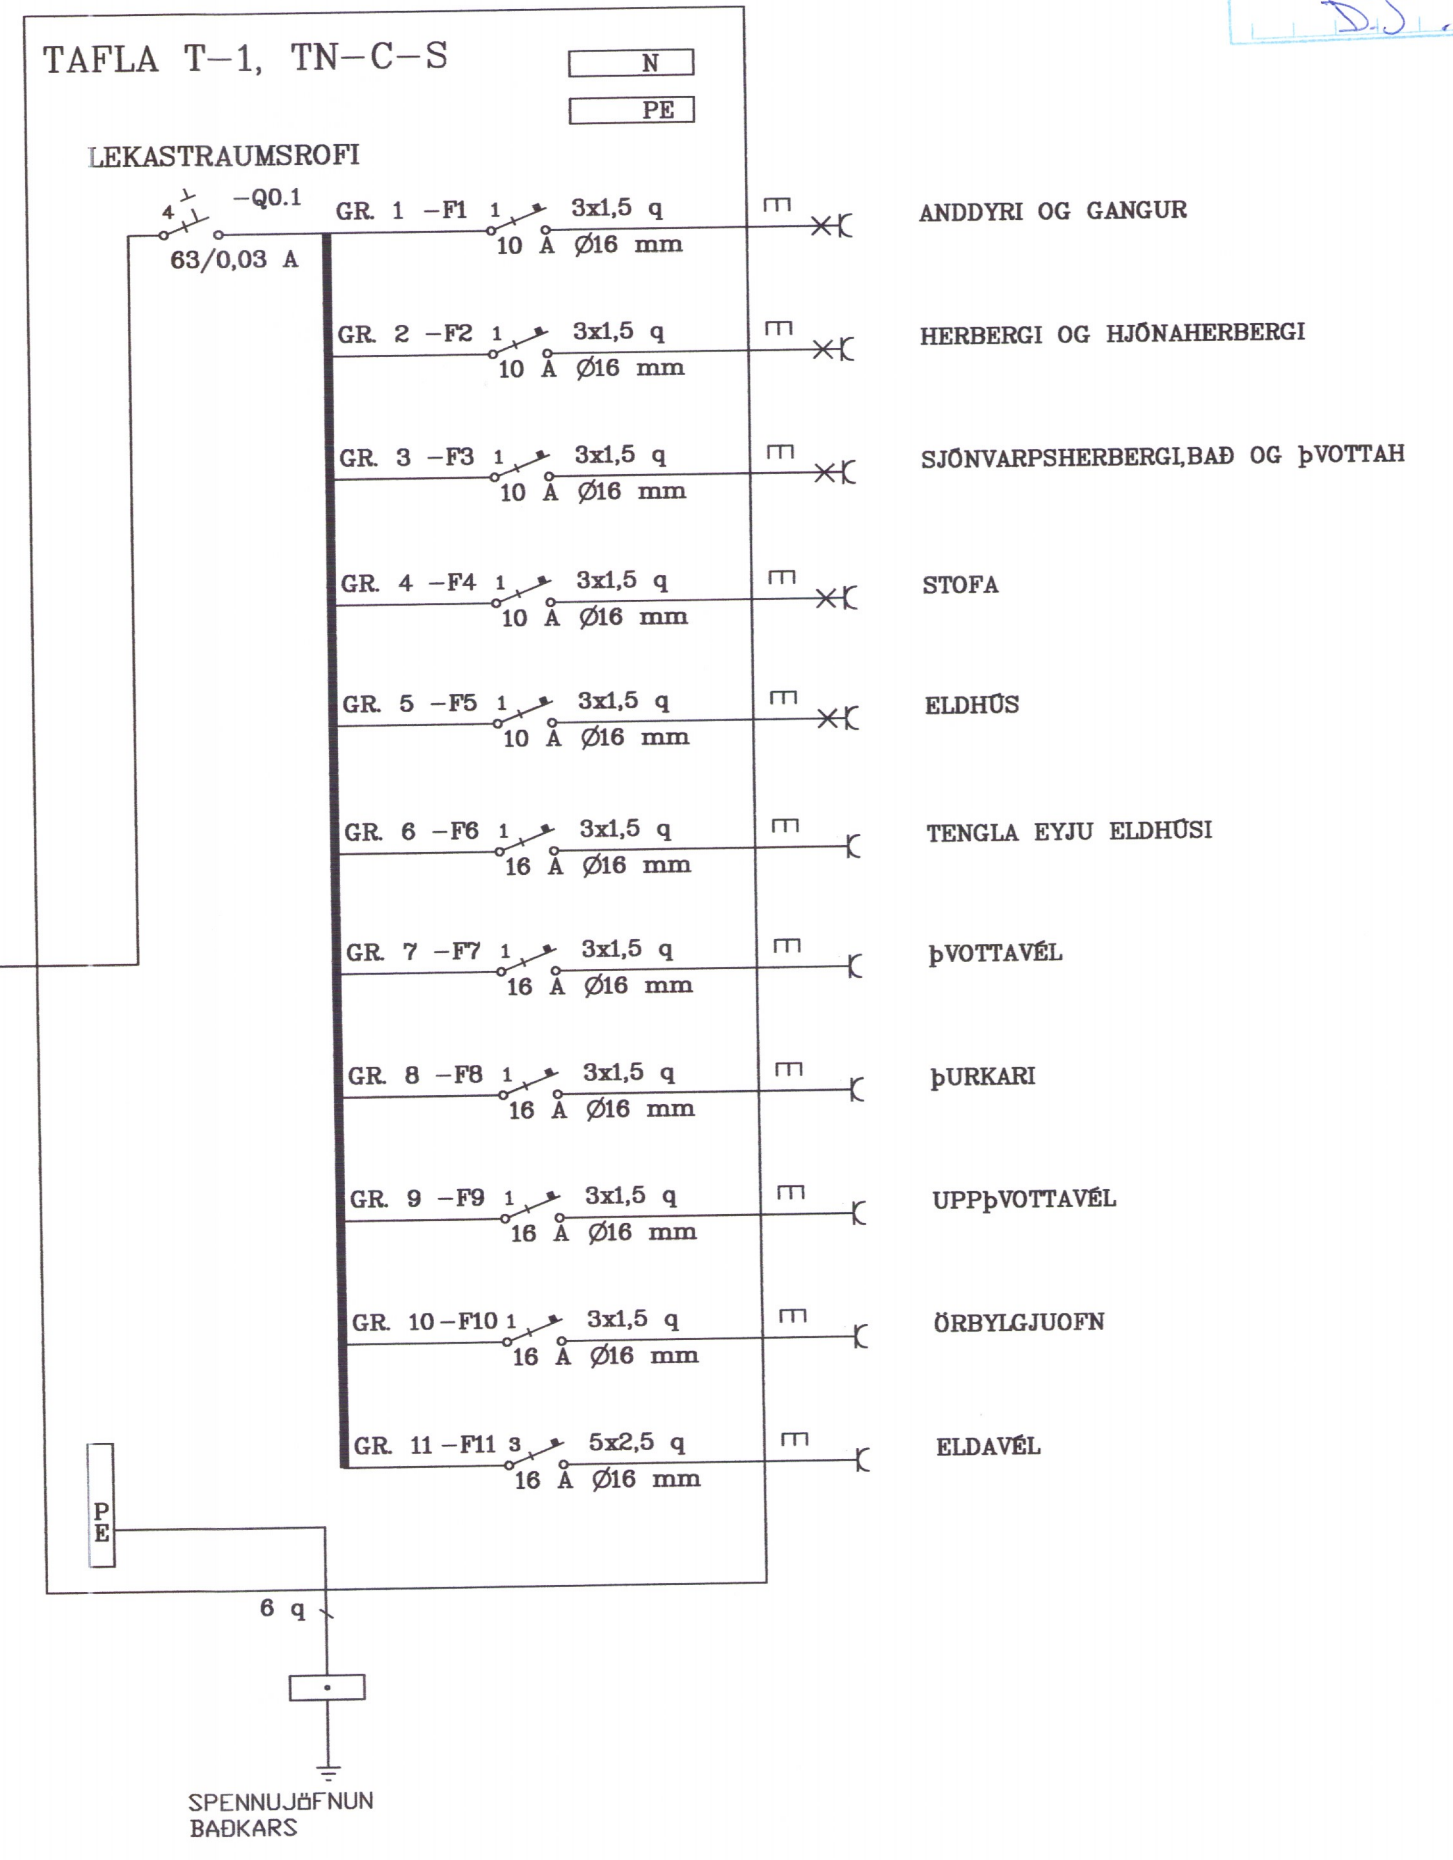 D.J.
TAFLA T-1, TN-C-S
N
PE
LEKASTRAUMSROFI
4 -Q0.1
63/0,03 A
GR. 1 -F1 1 3x1,5 q ANDDYRI OG GANGUR
10 A Ø16 mm
GR. 2 -F2 1 3x1,5 q HERBERGI OG HJÓNAHERBERGI
10 A Ø16 mm
GR. 3 -F3 1 3x1,5 q SJÓNVARPSHERBERGI,BAÐ OG ÞVOTTAH
10 A Ø16 mm
GR. 4 -F4 1 3x1,5 q STOFA
10 A Ø16 mm
GR. 5 -F5 1 3x1,5 q ELDHÚS
10 A Ø16 mm
GR. 6 -F6 1 3x1,5 q TENGLA EYJU ELDHÚSI
16 A Ø16 mm
GR. 7 -F7 1 3x1,5 q ÞVOTTAVÉL
16 A Ø16 mm
GR. 8 -F8 1 3x1,5 q ÞURKARI
16 A Ø16 mm
GR. 9 -F9 1 3x1,5 q UPPÞVOTTAVÉL
16 A Ø16 mm
GR. 10 -F10 1 3x1,5 q ÖRBYLGJUOFN
16 A Ø16 mm
GR. 11 -F11 3 5x2,5 q ELDAVÉL
16 A Ø16 mm
PE
6 q
SPENNUJÖFNUN
BAÐKARS